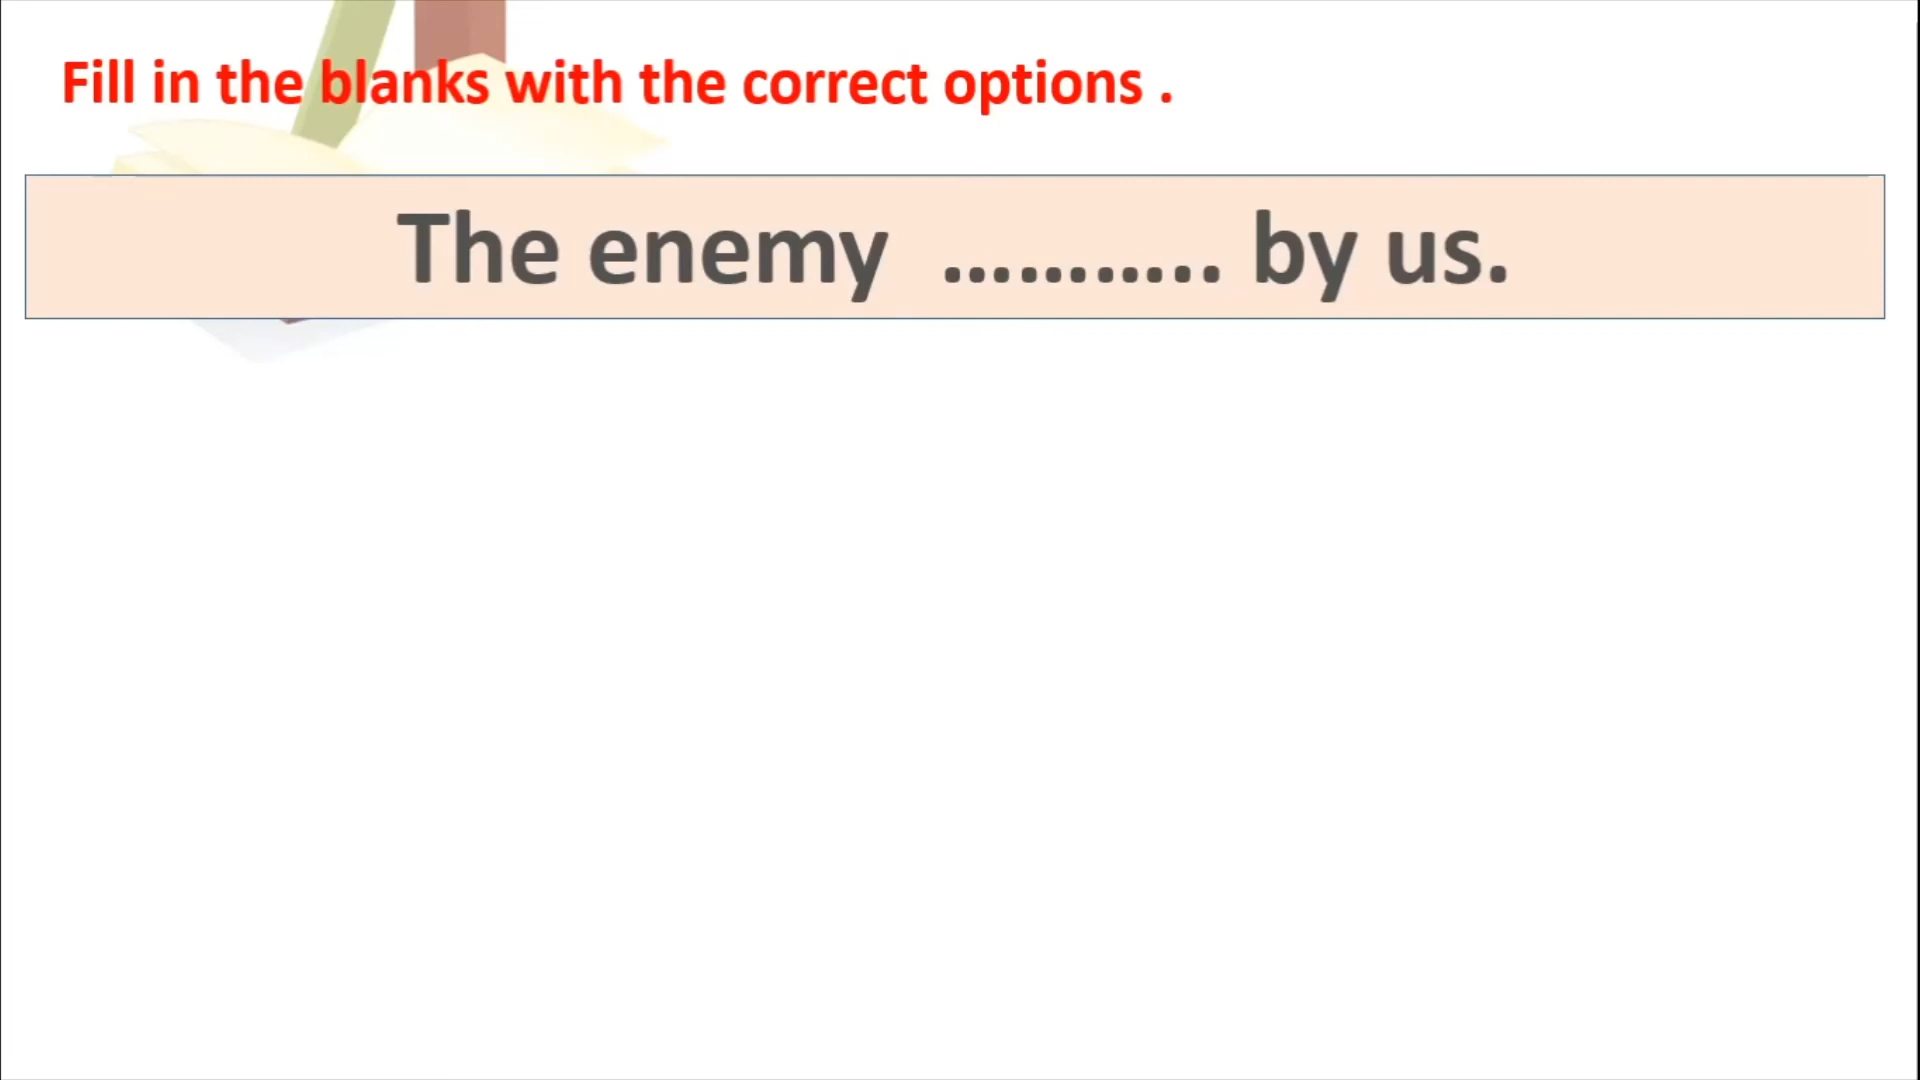 Fill in the blanks with the correct options .
The enemy ……….. by us.